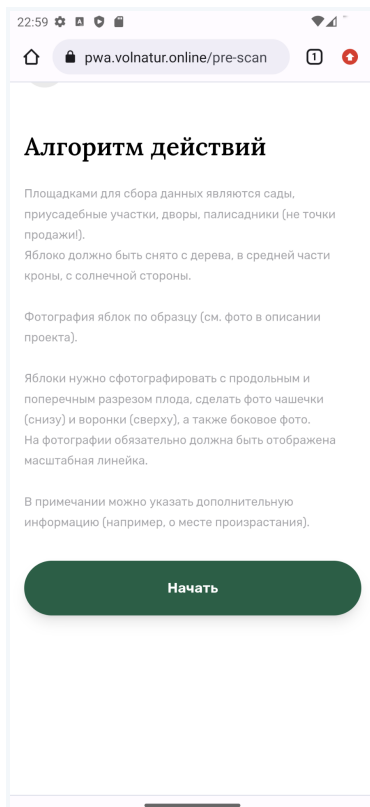 22:59
pwa.volnatur.online/pre-scan
1
Алгоритм действий
Площадками для сбора данных являются сады,
приусадебные участки, дворы, палисадники (не точки
продажи!).
Яблоко должно быть снято с дерева, в средней части
кроны, с солнечной стороны.
Фотография яблок по образцу (см. фото в описании
проекта).
Яблоки нужно сфотографировать с продольным и
поперечным разрезом плода, сделать фото чашечки
(снизу) и воронки (сверху), а также боковое фото.
На фотографии обязательно должна быть отображена
масштабная линейка.
В примечании можно указать дополнительную
информацию (например, о месте произрастания).
Начать